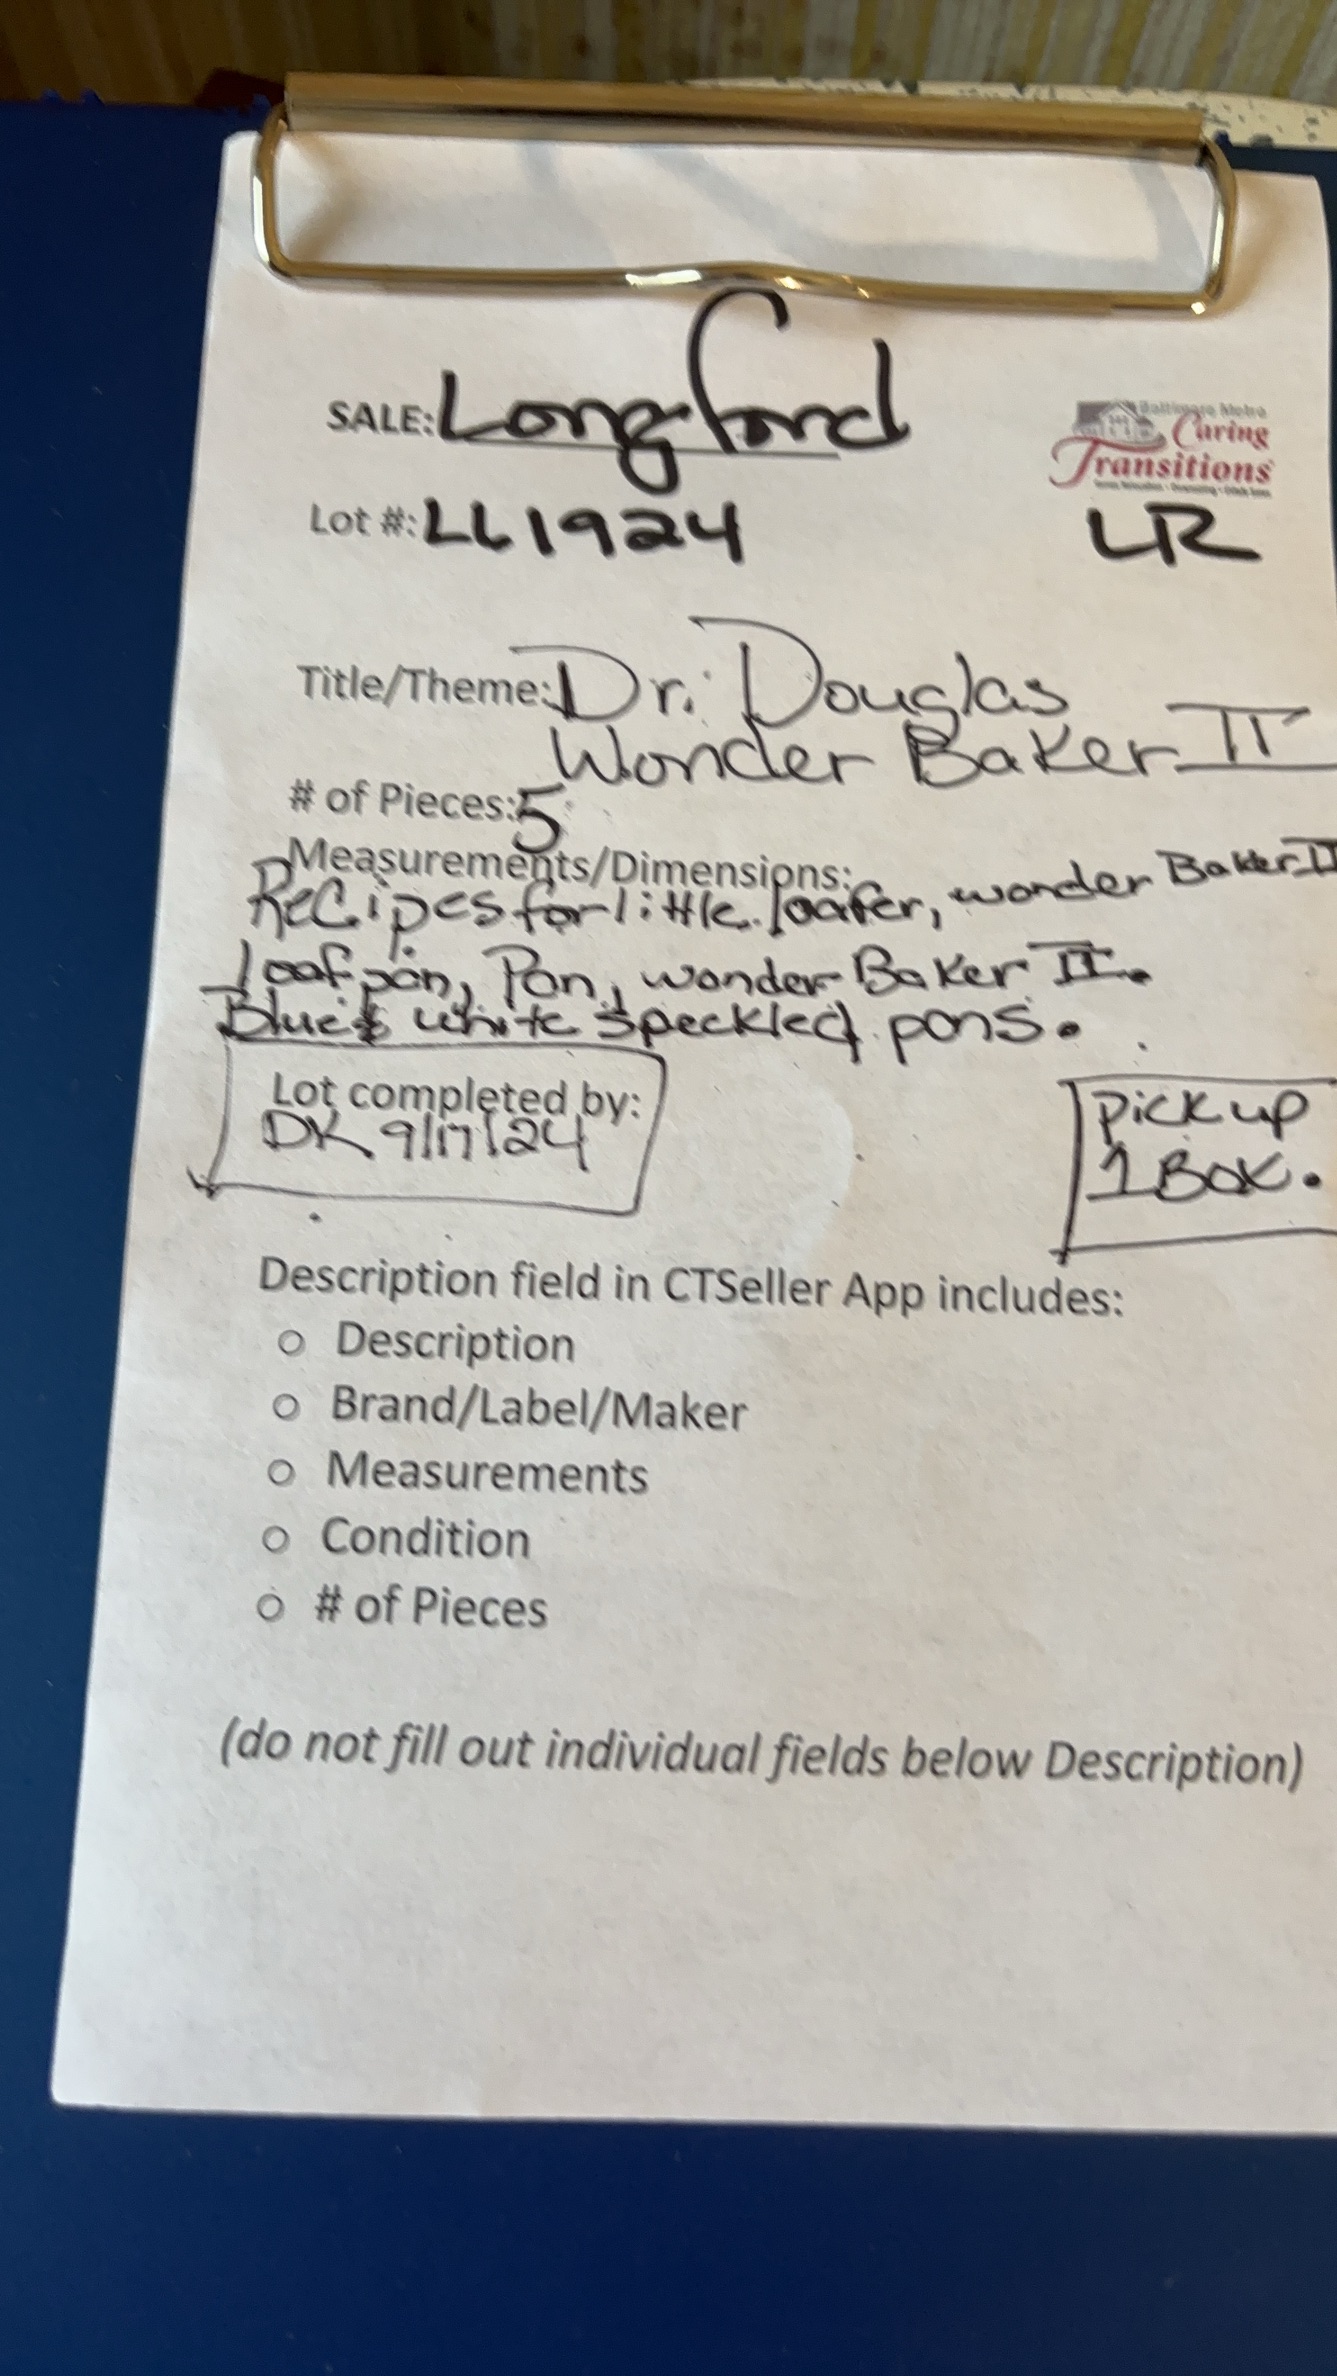 SALE: Longford
Baltimore Metro
Caring
Transitions
Lot #: LL1924
LR
Title/Theme: Dr. Douglas
Wonder Baker II
# of Pieces: 5
Measurements/Dimensions:
Recipes for little loafer, wonder Baker II
loaf pan, Pan, wonder Baker II.
Blue & white speckled pans.
Lot completed by:
DK 9/17/24
Pick up
1 Box.
Description field in CTSeller App includes:
○ Description
○ Brand/Label/Maker
○ Measurements
○ Condition
○ # of Pieces
(do not fill out individual fields below Description)